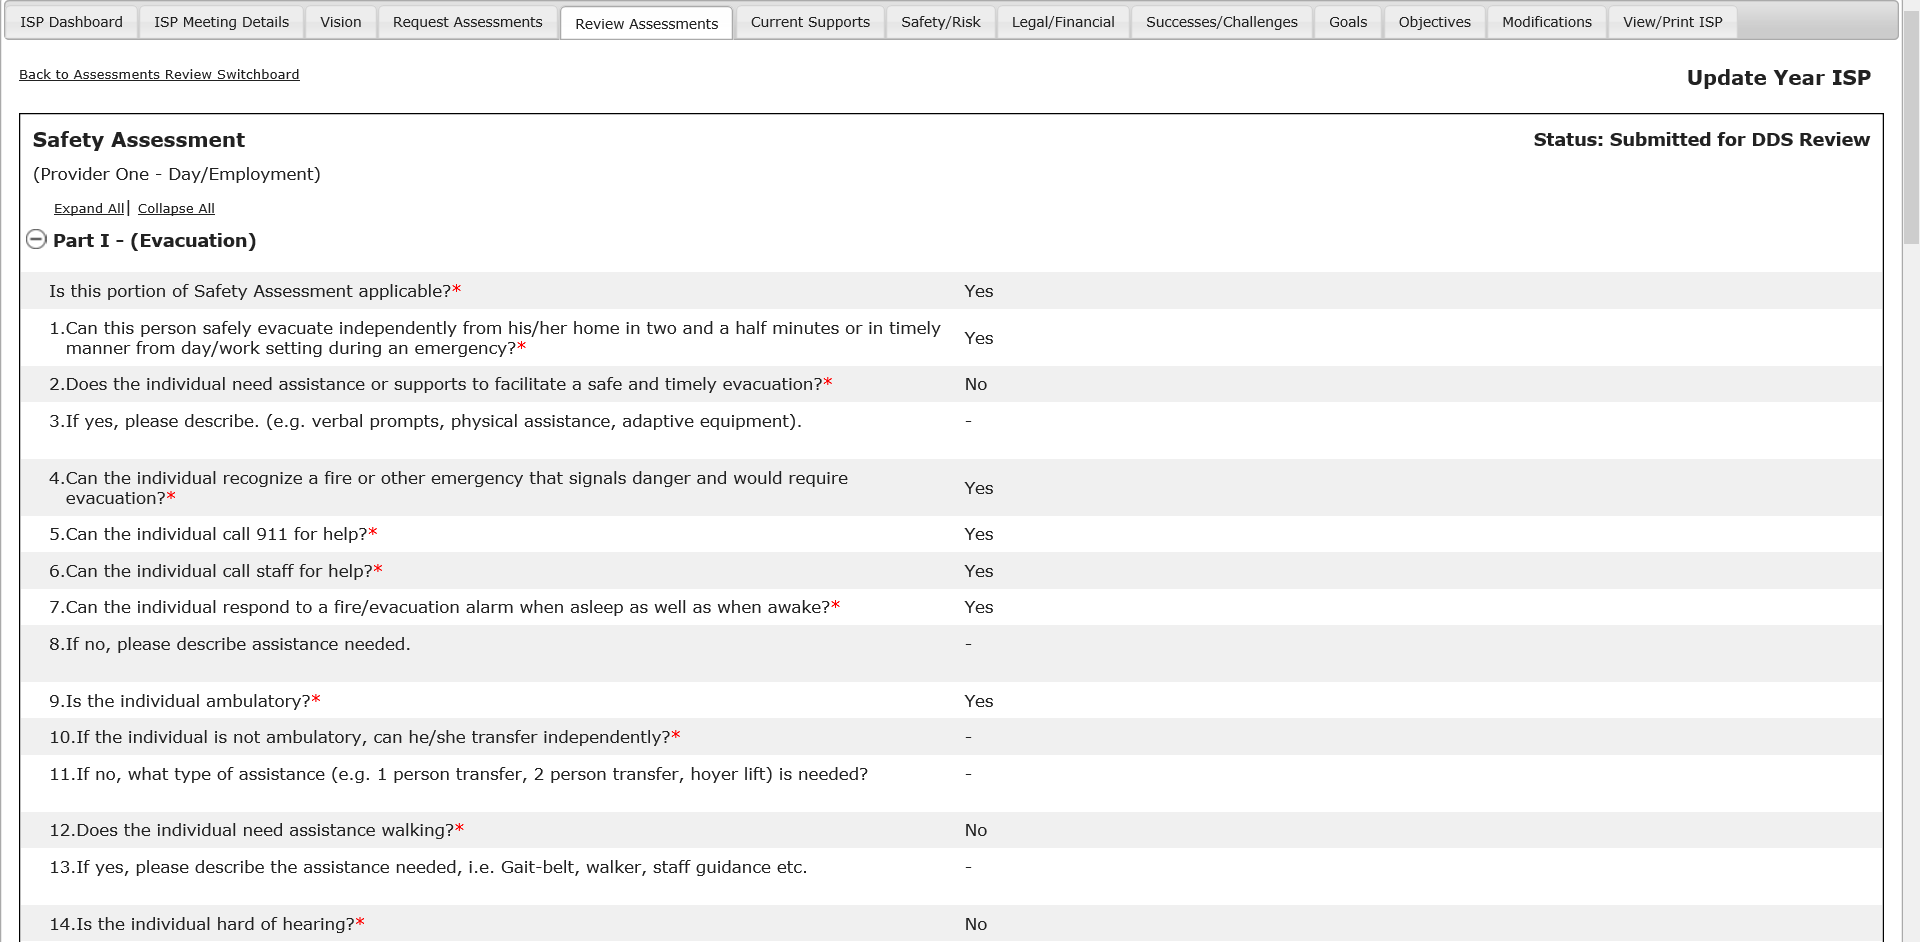 ISP Dashboard ISP Meeting Details Vision Request Assessments Review Assessments Current Supports Safety/Risk Legal/Financial Successes/Challenges Goals Objectives Modifications View/Print ISP
Back to Assessments Review Switchboard
Update Year ISP
Safety Assessment
Status: Submitted for DDS Review
(Provider One - Day/Employment)
Expand All| Collapse All
Part I - (Evacuation)
Is this portion of Safety Assessment applicable?* Yes
1.Can this person safely evacuate independently from his/her home in two and a half minutes or in timely
manner from day/work setting during an emergency?* Yes
2.Does the individual need assistance or supports to facilitate a safe and timely evacuation?* No
3.If yes, please describe. (e.g. verbal prompts, physical assistance, adaptive equipment). -
4.Can the individual recognize a fire or other emergency that signals danger and would require
evacuation?* Yes
5.Can the individual call 911 for help?* Yes
6.Can the individual call staff for help?* Yes
7.Can the individual respond to a fire/evacuation alarm when asleep as well as when awake?* Yes
8.If no, please describe assistance needed. -
9.Is the individual ambulatory?* Yes
10.If the individual is not ambulatory, can he/she transfer independently?* -
11.If no, what type of assistance (e.g. 1 person transfer, 2 person transfer, hoyer lift) is needed? -
12.Does the individual need assistance walking?* No
13.If yes, please describe the assistance needed, i.e. Gait-belt, walker, staff guidance etc. -
14.Is the individual hard of hearing?* No